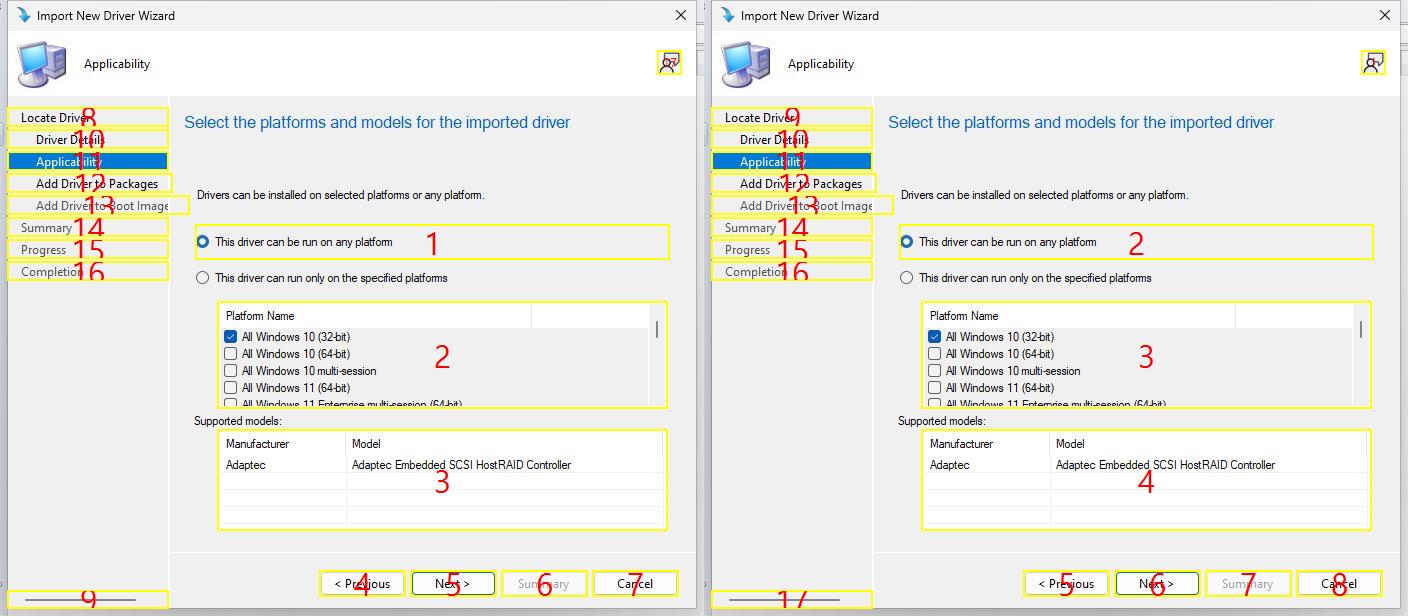 Import New Driver Wizard
Applicability
17
Locate Driver 8
Driver Details 10
Applicability 11
Add Driver to Packages 12
Add Driver to Boot Image 13
Summary 14
Progress 15
Completion 16
9
Select the platforms and models for the imported driver
Drivers can be installed on selected platforms or any platform.
This driver can be run on any platform 1
This driver can run only on the specified platforms
Platform Name
All Windows 10 (32-bit)
All Windows 10 (64-bit) 2
All Windows 10 multi-session
All Windows 11 (64-bit)
All Windows 11 Enterprise multi-session (64-bit)
Supported models:
Manufacturer Model
Adaptec Adaptec Embedded SCSI HostRAID Controller
3
< Previous 4 Next > 5 Summary 6 Cancel 7
Import New Driver Wizard
Applicability
1
Locate Driver 9
Driver Details 10
Applicability 11
Add Driver to Packages 12
Add Driver to Boot Image 13
Summary 14
Progress 15
Completion 16
17
Select the platforms and models for the imported driver
Drivers can be installed on selected platforms or any platform.
This driver can be run on any platform 2
This driver can run only on the specified platforms
Platform Name
All Windows 10 (32-bit)
All Windows 10 (64-bit) 3
All Windows 10 multi-session
All Windows 11 (64-bit)
All Windows 11 Enterprise multi-session (64-bit)
Supported models:
Manufacturer Model
Adaptec Adaptec Embedded SCSI HostRAID Controller
4
< Previous 5 Next > 6 Summary 7 Cancel 8